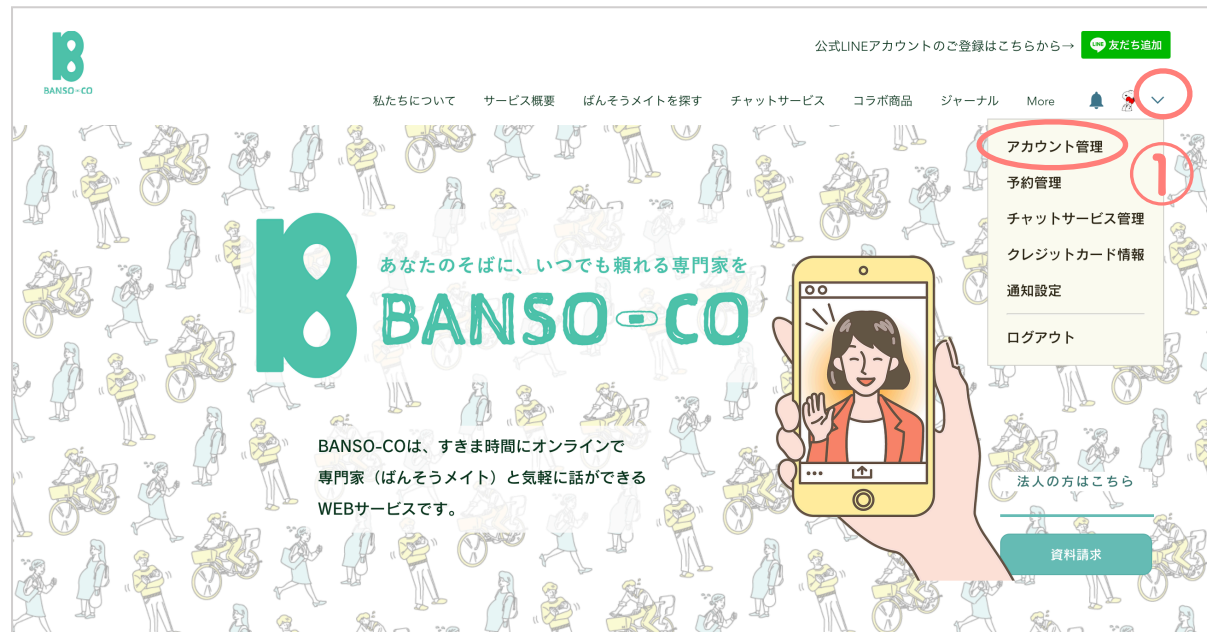 公式LINEアカウントのご登録はこちらから→
LINE 友だち追加
BANSO-CO
私たちについて サービス概要 ばんそうメイトを探す チャットサービス コラボ商品 ジャーナル More
アカウント管理
①
予約管理
チャットサービス管理
クレジットカード情報
通知設定
ログアウト
あなたのそばに、いつでも頼れる専門家を
BANSO-CO
BANSO-COは、すきま時間にオンラインで
専門家（ばんそうメイト）と気軽に話ができる
WEBサービスです。
法人の方はこちら
資料請求